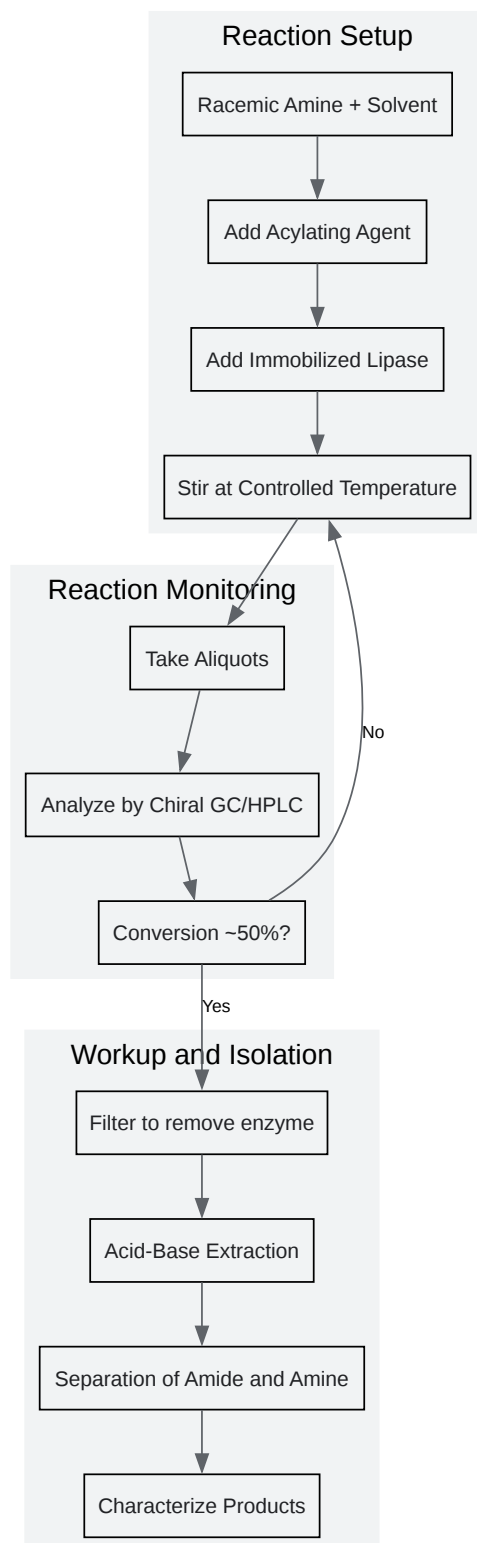 Reaction Setup
Racemic Amine + Solvent
Add Acylating Agent
Add Immobilized Lipase
Stir at Controlled Temperature
Reaction Monitoring
Take Aliquots
Analyze by Chiral GC/HPLC
No
Conversion ~50%?
Yes
Workup and Isolation
Filter to remove enzyme
Acid-Base Extraction
Separation of Amide and Amine
Characterize Products